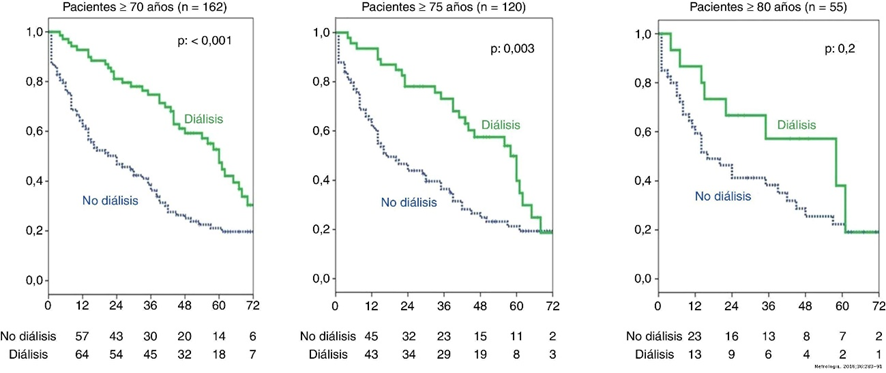 Pacientes ≥ 70 años (n = 162)
p: < 0,001
1,0
0,8
0,6
0,4
0,2
0,0
Diálisis
No diálisis
0 12 24 36 48 60 72
No diálisis 57 43 30 20 14 6
Diálisis 64 54 45 32 18 7
Pacientes ≥ 75 años (n = 120)
p: 0,003
1,0
0,8
0,6
0,4
0,2
0,0
Diálisis
No diálisis
0 12 24 36 48 60 72
No diálisis 45 32 23 15 11 2
Diálisis 43 34 29 19 8 3
Pacientes ≥ 80 años (n = 55)
p: 0,2
1,0
0,8
0,6
0,4
0,2
0,0
Diálisis
No diálisis
0 12 24 36 48 60 72
No diálisis 23 16 13 8 7 2
Diálisis 13 9 6 4 2 1